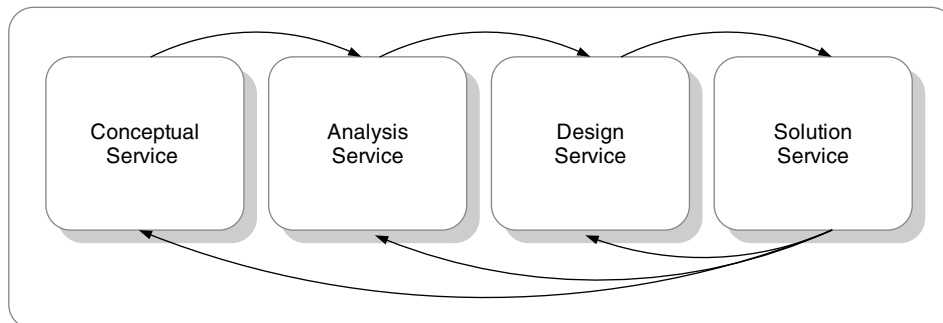 Conceptual
Service
Analysis
Service
Design
Service
Solution
Service